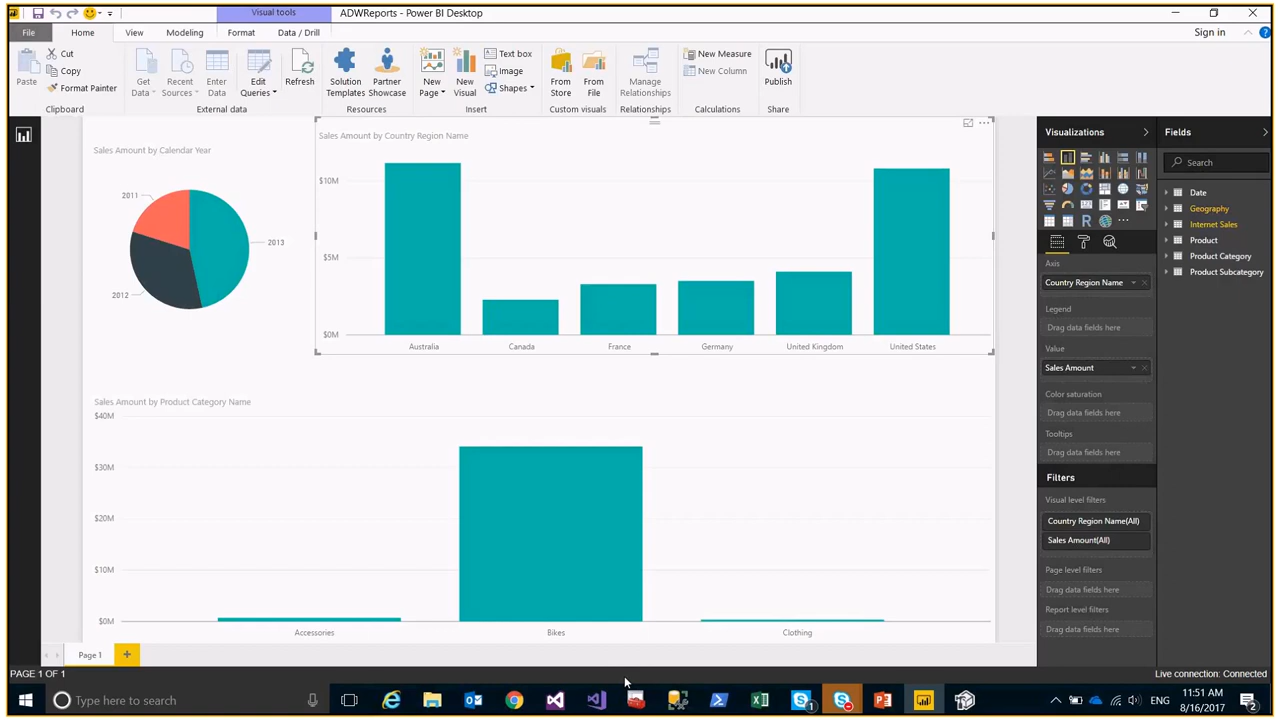 Visual tools
ADWReports - Power BI Desktop
File
Home
View
Modeling
Format
Data / Drill
Sign in
Paste
Cut
Copy
Format Painter
Clipboard
Get Data
Recent Sources
Enter Data
Edit Queries
Refresh
External data
Solution Templates
Partner Showcase
Resources
New Page
New Visual
Text box
Image
Shapes
Insert
From Store
From File
Custom visuals
Manage Relationships
Relationships
New Measure
New Column
Calculations
Publish
Share
Sales Amount by Calendar Year
2011
2013
2012
Sales Amount by Country Region Name
$10M
$5M
$0M
Australia
Canada
France
Germany
United Kingdom
United States
Sales Amount by Product Category Name
$40M
$30M
$20M
$10M
$0M
Accessories
Bikes
Clothing
Visualizations
R
Axis
Country Region Name
Legend
Drag data fields here
Value
Sales Amount
Color saturation
Drag data fields here
Tooltips
Drag data fields here
Filters
Visual level filters
Country Region Name(All)
Sales Amount(All)
Page level filters
Drag data fields here
Report level filters
Drag data fields here
Fields
Search
Date
Geography
Internet Sales
Product
Product Category
Product Subcategory
Page 1
PAGE 1 OF 1
Live connection: Connected
Type here to search
1
ENG
11:51 AM
8/16/2017
2